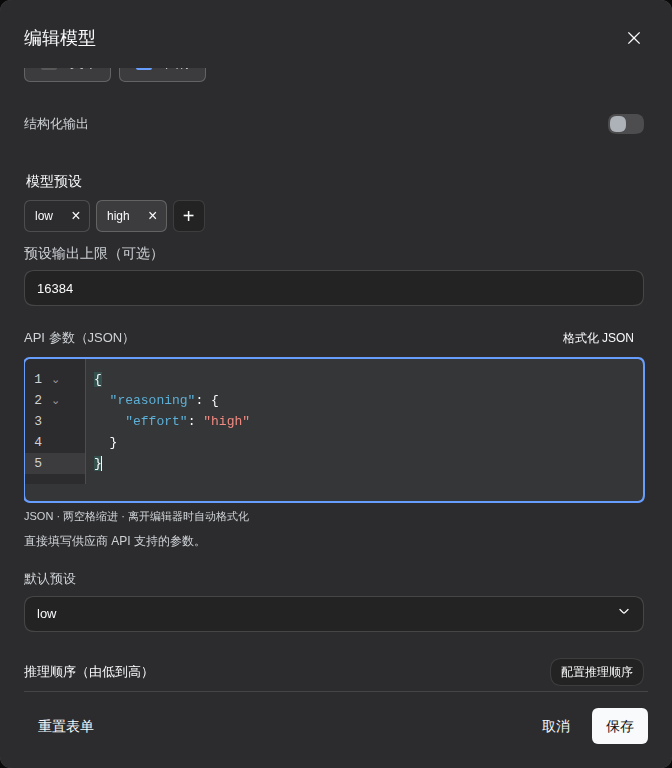 编辑模型
结构化输出
模型预设
low × high × +
预设输出上限（可选）
16384
API 参数（JSON） 格式化 JSON
1 {
2 "reasoning": {
3 "effort": "high"
4 }
5 }
JSON · 两空格缩进 · 离开编辑器时自动格式化
直接填写供应商 API 支持的参数。
默认预设
low
推理顺序（由低到高） 配置推理顺序
重置表单 取消 保存